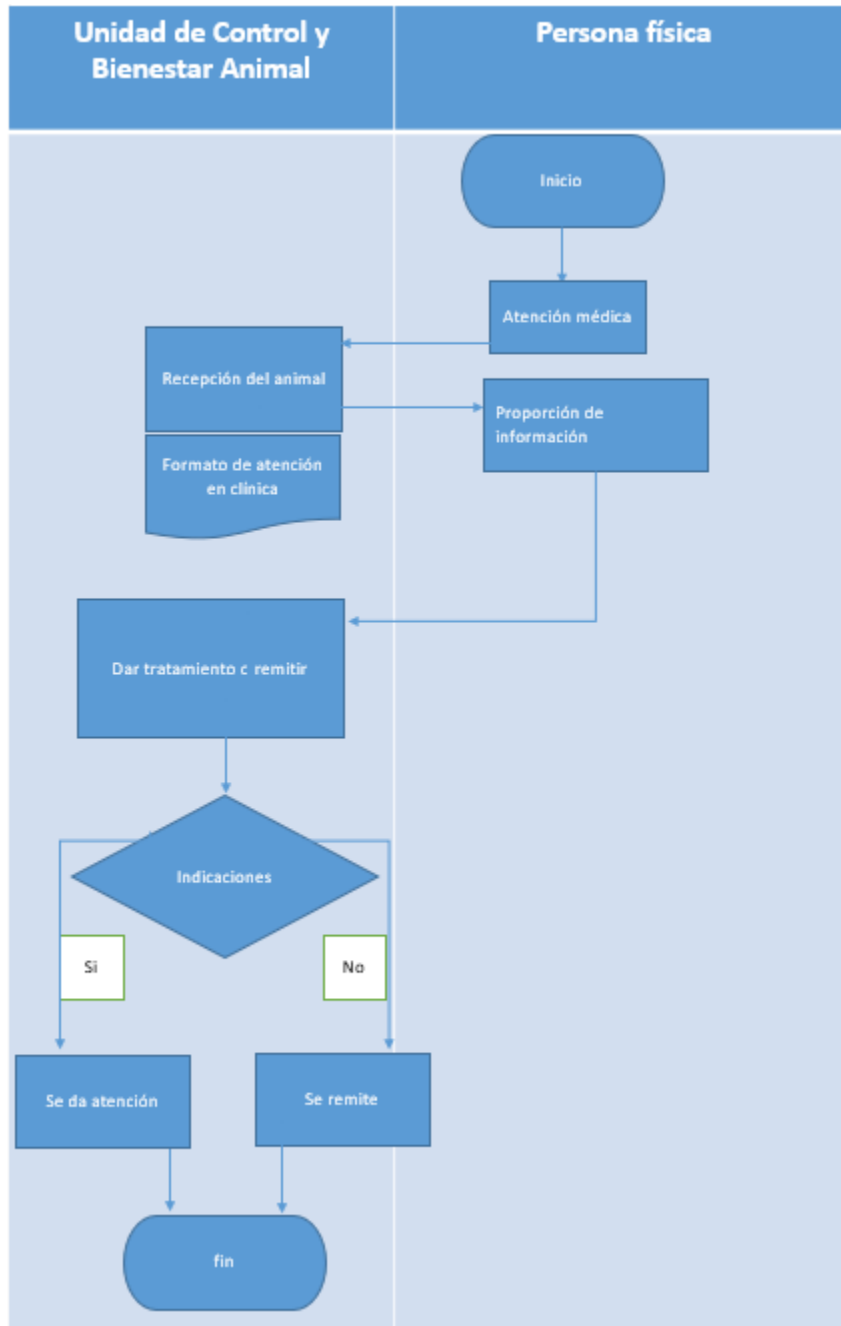 Unidad de Control y
Bienestar Animal
Persona física
Inicio
Atención médica
Recepción del animal
Proporción de
información
Formato de atención
en clínica
Dar tratamiento c remitir
Indicaciones
Si
No
Se da atención
Se remite
fin